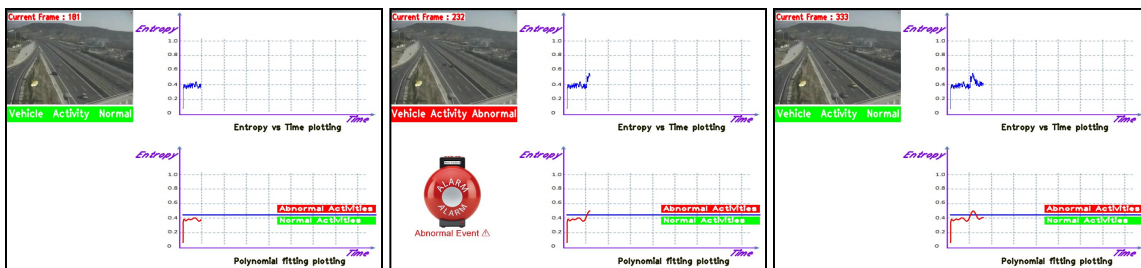 Current Frame : 181
Entropy
1.0
0.8
0.6
0.4
0.2
0
Vehicle Activity Normal
Time
Entropy vs Time plotting
Entropy
1.0
0.8
0.6
0.4
0.2
0
Abnormal Activities
Normal Activities
Time
Polynomial fitting plotting
Current Frame : 232
Entropy
1.0
0.8
0.6
0.4
0.2
0
Vehicle Activity Abnormal
Time
Entropy vs Time plotting
Entropy
1.0
0.8
0.6
0.4
0.2
0
ALARM
ALARM
Abnormal Event
Abnormal Activities
Normal Activities
Time
Polynomial fitting plotting
Current Frame : 333
Entropy
1.0
0.8
0.6
0.4
0.2
0
Vehicle Activity Normal
Time
Entropy vs Time plotting
Entropy
1.0
0.8
0.6
0.4
0.2
0
Abnormal Activities
Normal Activities
Time
Polynomial fitting plotting